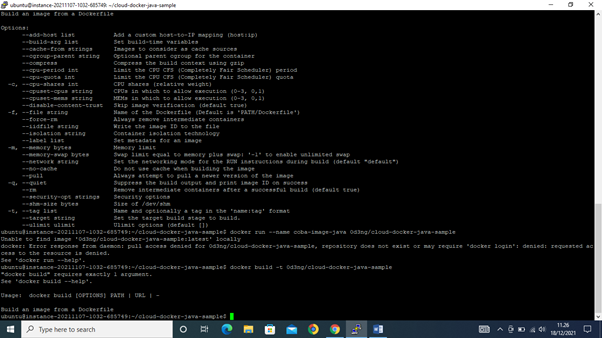 ubuntu@instance-20211107-1032-685749: ~/cloud-docker-java-sample
Build an image from a Dockerfile
Options:
--add-host list Add a custom host-to-IP mapping (host:ip)
--build-arg list Set build-time variables
--cache-from strings Images to consider as cache sources
--cgroup-parent string Optional parent cgroup for the container
--compress Compress the build context using gzip
--cpu-period int Limit the CPU CFS (Completely Fair Scheduler) period
--cpu-quota int Limit the CPU CFS (Completely Fair Scheduler) quota
-c, --cpu-shares int CPU shares (relative weight)
--cpuset-cpus string CPUs in which to allow execution (0-3, 0,1)
--cpuset-mems string MEMs in which to allow execution (0-3, 0,1)
--disable-content-trust Skip image verification (default true)
-f, --file string Name of the Dockerfile (Default is 'PATH/Dockerfile')
--force-rm Always remove intermediate containers
--iidfile string Write the image ID to the file
--isolation string Container isolation technology
--label list Set metadata for an image
-m, --memory bytes Memory limit
--memory-swap bytes Swap limit equal to memory plus swap: '-1' to enable unlimited swap
--network string Set the networking mode for the RUN instructions during build (default "default")
--no-cache Do not use cache when building the image
--pull Always attempt to pull a newer version of the image
-q, --quiet Suppress the build output and print image ID on success
--rm Remove intermediate containers after a successful build (default true)
--security-opt strings Security options
--shm-size bytes Size of /dev/shm
-t, --tag list Name and optionally a tag in the 'name:tag' format
--target string Set the target build stage to build.
--ulimit ulimit Ulimit options (default [])
ubuntu@instance-20211107-1032-685749:~/cloud-docker-java-sample$ docker run --name coba-image-java 0d3ng/cloud-docker-java-sample
Unable to find image '0d3ng/cloud-docker-java-sample:latest' locally
docker: Error response from daemon: pull access denied for 0d3ng/cloud-docker-java-sample, repository does not exist or may require 'docker login': denied: requested ac
cess to the resource is denied.
See 'docker run --help'.
ubuntu@instance-20211107-1032-685749:~/cloud-docker-java-sample$ docker build -t 0d3ng/cloud-docker-java-sample
"docker build" requires exactly 1 argument.
See 'docker build --help'.
Usage: docker build [OPTIONS] PATH | URL | -
Build an image from a Dockerfile
ubuntu@instance-20211107-1032-685749:~/cloud-docker-java-sample$
Type here to search
11.26
18/12/2021